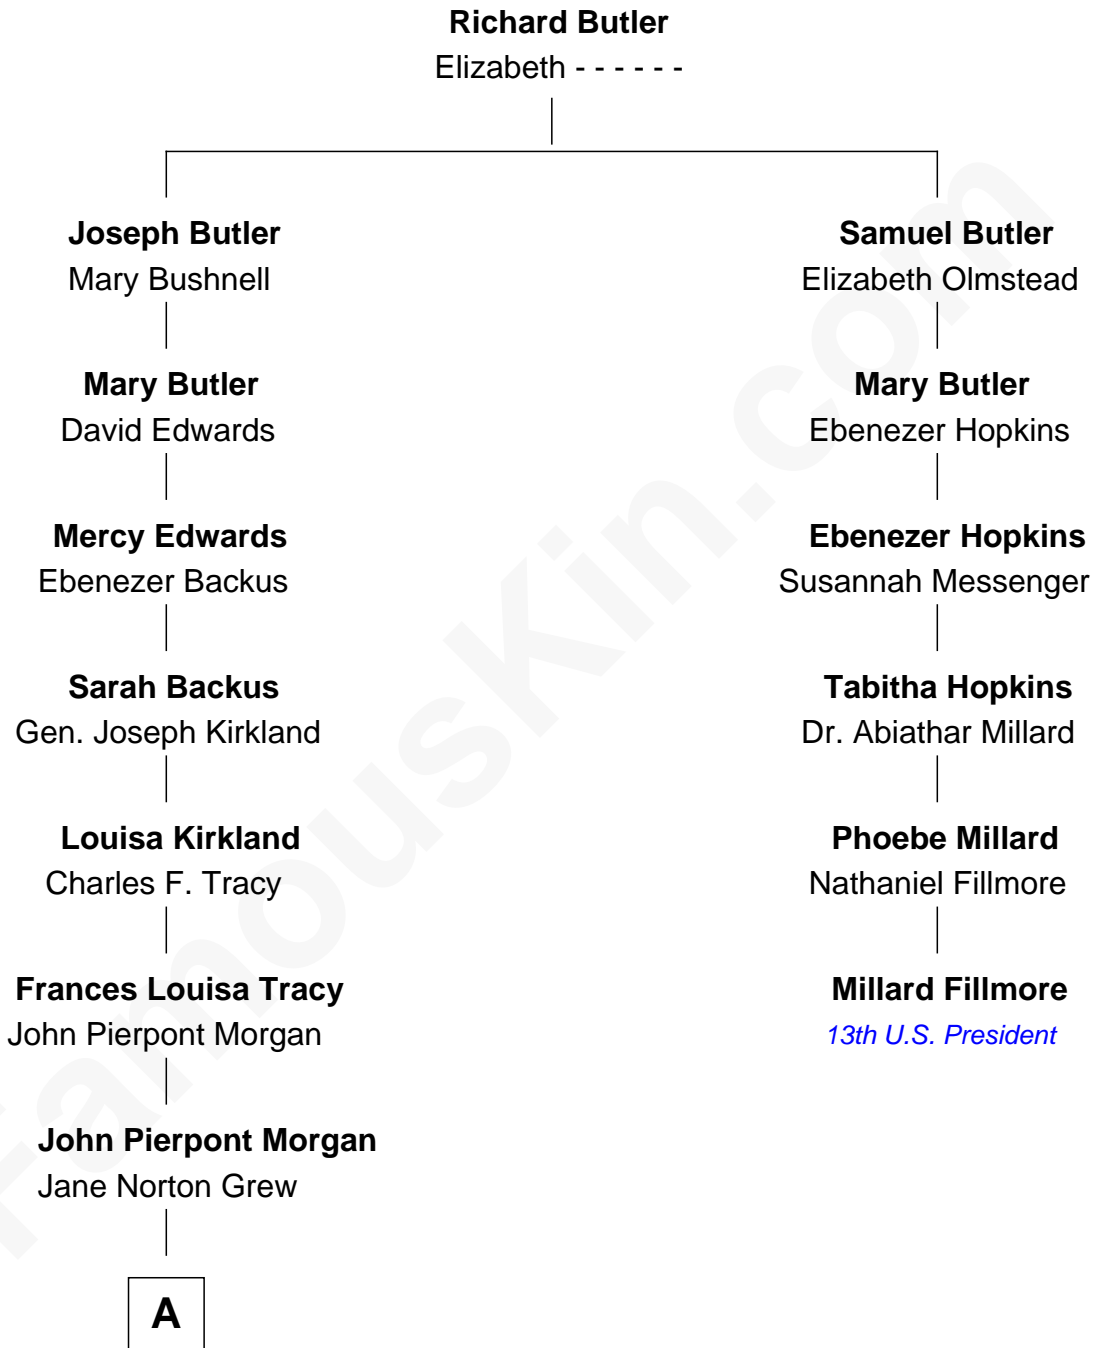 Richard Butler
Elizabeth - - - - - -
Joseph Butler
Mary Bushnell
Samuel Butler
Elizabeth Olmstead
Mary Butler
David Edwards
Mary Butler
Ebenezer Hopkins
Mercy Edwards
Ebenezer Backus
Ebenezer Hopkins
Susannah Messenger
Sarah Backus
Gen. Joseph Kirkland
Tabitha Hopkins
Dr. Abiathar Millard
Louisa Kirkland
Charles F. Tracy
Phoebe Millard
Nathaniel Fillmore
Frances Louisa Tracy
John Pierpont Morgan
Millard Fillmore
13th U.S. President
John Pierpont Morgan
Jane Norton Grew
A
FamousKin.com